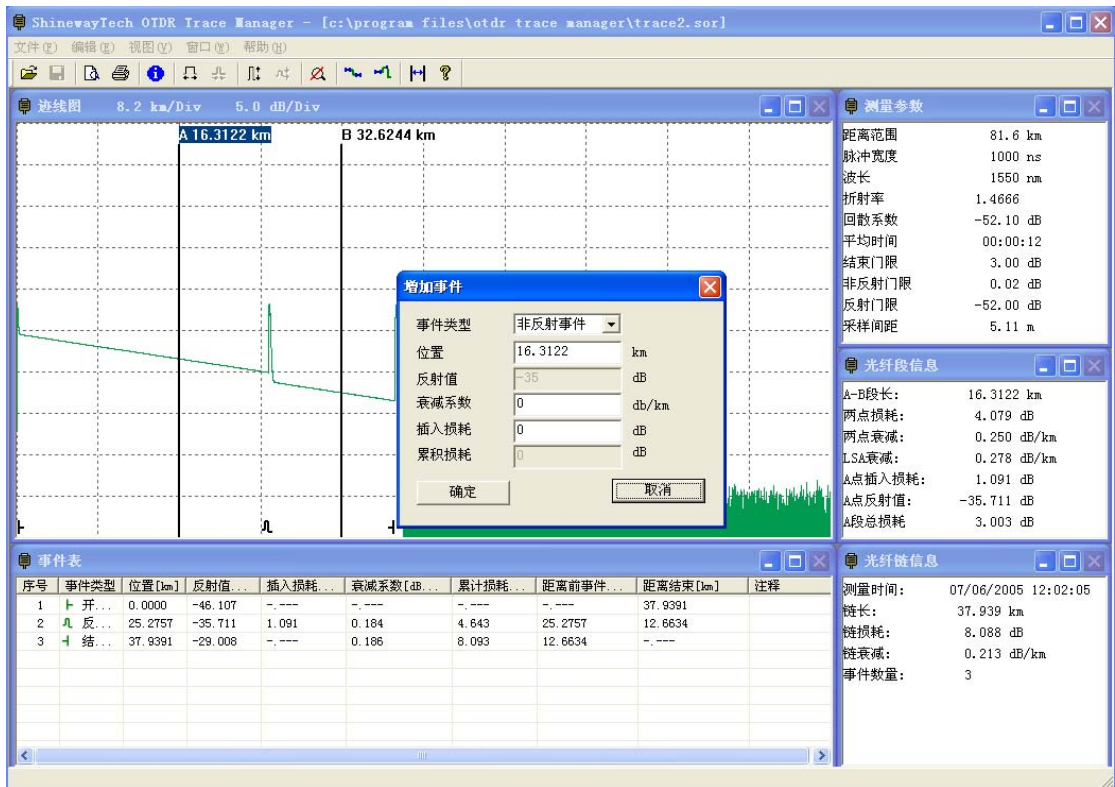 ShinewayTech OTDR Trace Manager - [c:\program files\otdr trace manager\trace2.sor]
文件(F) 编辑(E) 视图(V) 窗口(W) 帮助(H)
迹线图 8.2 km/Div 5.0 dB/Div
A 16.3122 km B 32.6244 km
测量参数
距离范围 81.6 km
脉冲宽度 1000 ns
波长 1550 nm
折射率 1.4666
回散系数 -52.10 dB
平均时间 00:00:12
结束门限 3.00 dB
非反射门限 0.02 dB
反射门限 -52.00 dB
采样间距 5.11 m
增加事件
事件类型 非反射事件
位置 16.3122 km
反射值 -35 dB
衰减系数 0 db/km
插入损耗 0 dB
累积损耗 0 dB
确定 取消
光纤段信息
A-B段长: 16.3122 km
两点损耗: 4.079 dB
两点衰减: 0.250 dB/km
LSA衰减: 0.278 dB/km
A点插入损耗: 1.091 dB
A点反射值: -35.711 dB
A段总损耗 3.003 dB
事件表
序号 事件类型 位置[km] 反射值... 插入损耗... 衰减系数[dB... 累计损耗... 距离前事件... 距离结束[km] 注释
1 开... 0.0000 -46.107 -.--- -.--- -.--- -.--- 37.9391
2 反... 25.2757 -35.711 1.091 0.184 4.643 25.2757 12.6634
3 结... 37.9391 -29.008 -.--- 0.186 8.093 12.6634 -.---
光纤链信息
测量时间: 07/06/2005 12:02:05
链长: 37.939 km
链损耗: 8.088 dB
链衰减: 0.213 dB/km
事件数量: 3